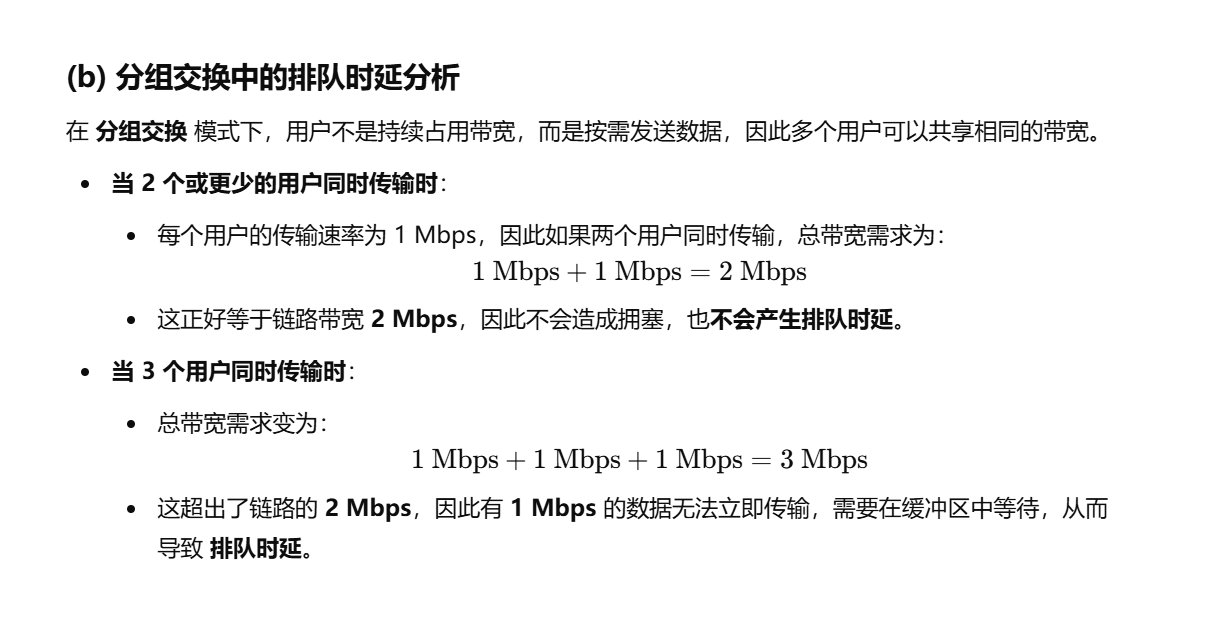 (b) 分组交换中的排队时延分析
在 分组交换 模式下，用户不是持续占用带宽，而是按需发送数据，因此多个用户可以共享相同的带宽。
• 当 2 个或更少的用户同时传输时：
• 每个用户的传输速率为 1 Mbps，因此如果两个用户同时传输，总带宽需求为：
1 Mbps + 1 Mbps = 2 Mbps
• 这正好等于链路带宽 2 Mbps，因此不会造成拥塞，也不会产生排队时延。
• 当 3 个用户同时传输时：
• 总带宽需求变为：
1 Mbps + 1 Mbps + 1 Mbps = 3 Mbps
• 这超出了链路的 2 Mbps，因此有 1 Mbps 的数据无法立即传输，需要在缓冲区中等待，从而
导致 排队时延。